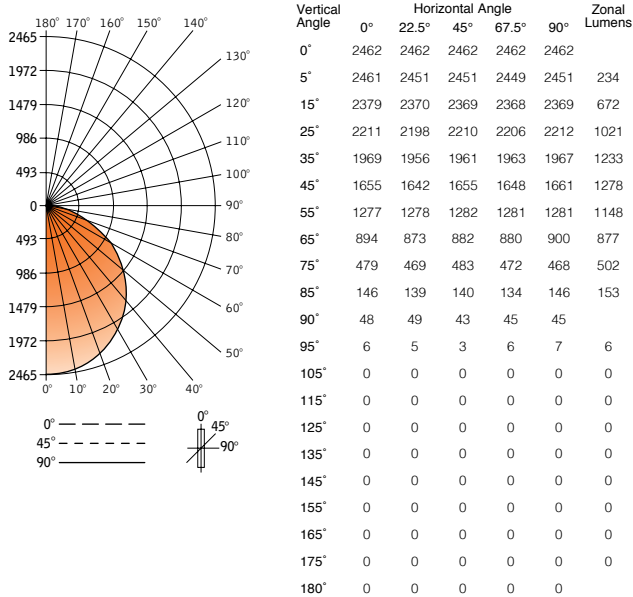 180° 170° 160° 150° 140°
2465
130°
1972
120°
1479
110°
986
100°
493
0
90°
493
80°
986
70°
1479
60°
1972
50°
2465
0° 10° 20° 30° 40°
0°
45°
90°
0°
45°
90°
Vertical Angle Horizontal Angle Zonal Lumens
0° 22.5° 45° 67.5° 90°
0° 2462 2462 2462 2462 2462
5° 2461 2451 2451 2449 2451 234
15° 2379 2370 2369 2368 2369 672
25° 2211 2198 2210 2206 2212 1021
35° 1969 1956 1961 1963 1967 1233
45° 1655 1642 1655 1648 1661 1278
55° 1277 1278 1282 1281 1281 1148
65° 894 873 882 880 900 877
75° 479 469 483 472 468 502
85° 146 139 140 134 146 153
90° 48 49 43 45 45
95° 6 5 3 6 7 6
105° 0 0 0 0 0 0
115° 0 0 0 0 0 0
125° 0 0 0 0 0 0
135° 0 0 0 0 0 0
145° 0 0 0 0 0 0
155° 0 0 0 0 0 0
165° 0 0 0 0 0 0
175° 0 0 0 0 0 0
180° 0 0 0 0 0